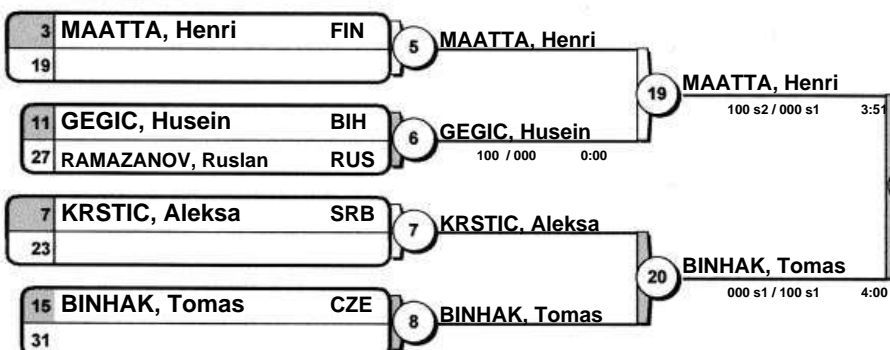 3 MAATTA, Henri FIN
19
5
MAATTA, Henri
11 GEGIC, Husein BIH
27 RAMAZANOV, Ruslan RUS
6
GEGIC, Husein
100 / 000 0:00
19
MAATTA, Henri
100 s2 / 000 s1 3:51
7 KRSTIC, Aleksa SRB
23
7
KRSTIC, Aleksa
15 BINHAK, Tomas CZE
31
8
BINHAK, Tomas
20
BINHAK, Tomas
000 s1 / 100 s1 4:00